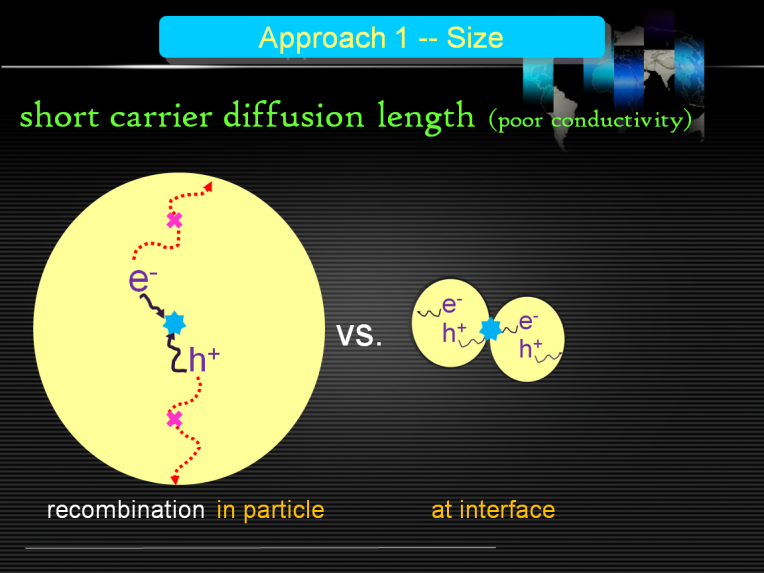 Approach 1 -- Size
short carrier diffusion length (poor conductivity)
e-
h+
vs.
e-
h+
e-
h+
recombination in particle
at interface